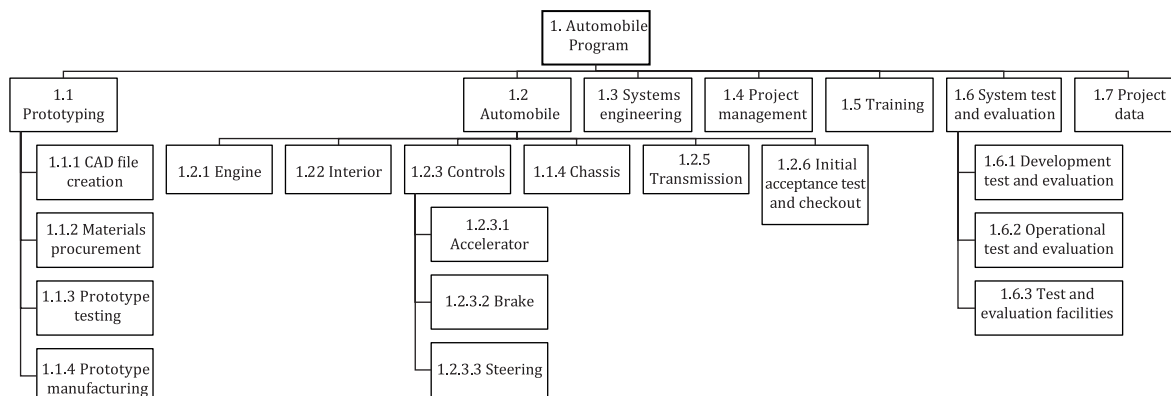 1. Automobile
Program
1.1
Prototyping
1.2
Automobile
1.3 Systems
engineering
1.4 Project
management
1.5 Training
1.6 System test
and evaluation
1.7 Project
data
1.1.1 CAD file
creation
1.1.2 Materials
procurement
1.1.3 Prototype
testing
1.1.4 Prototype
manufacturing
1.2.1 Engine
1.22 Interior
1.2.3 Controls
1.1.4 Chassis
1.2.5
Transmission
1.2.6 Initial
acceptance test
and checkout
1.2.3.1
Accelerator
1.2.3.2 Brake
1.2.3.3 Steering
1.6.1 Development
test and evaluation
1.6.2 Operational
test and evaluation
1.6.3 Test and
evaluation facilities